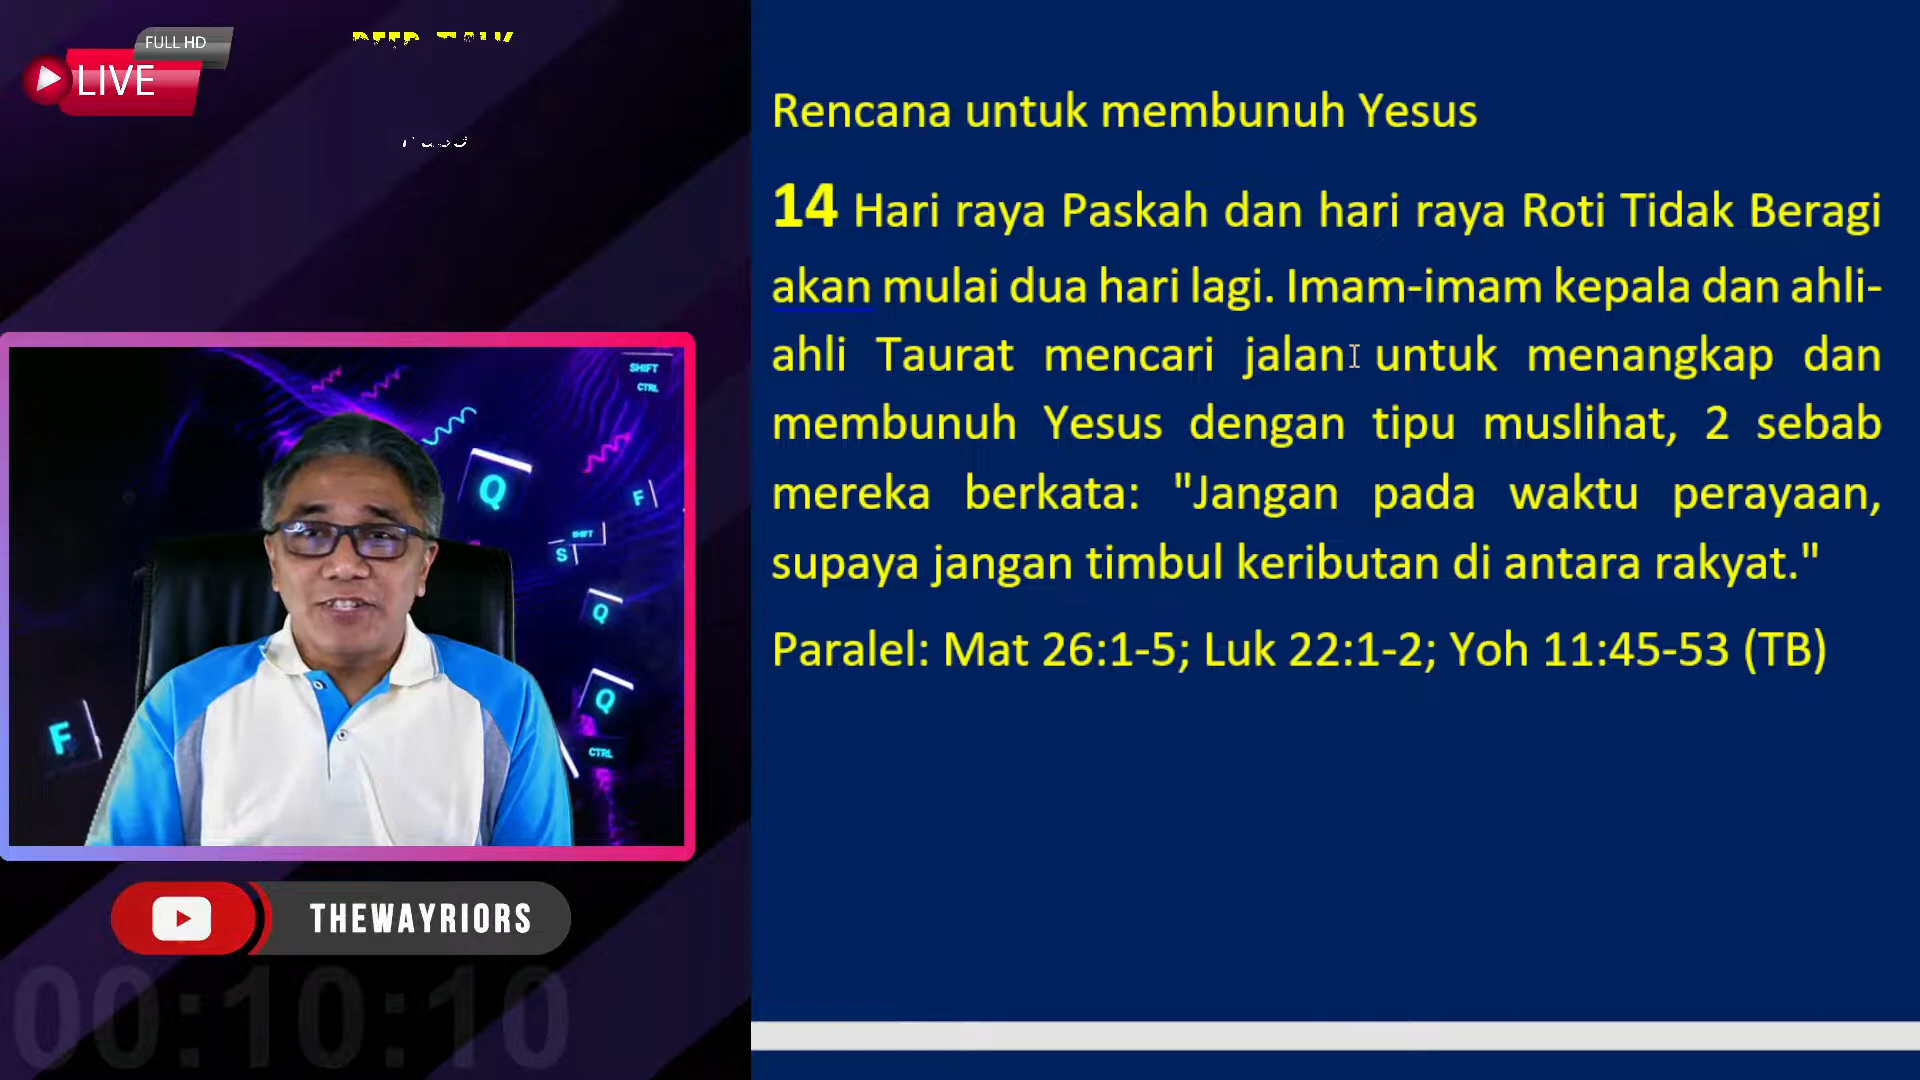 FULL HD
LIVE
Rencana untuk membunuh Yesus
14 Hari raya Paskah dan hari raya Roti Tidak Beragi
akan mulai dua hari lagi. Imam-imam kepala dan ahli-
ahli Taurat mencari jalan untuk menangkap dan
membunuh Yesus dengan tipu muslihat, 2 sebab
mereka berkata: "Jangan pada waktu perayaan,
supaya jangan timbul keributan di antara rakyat."
Paralel: Mat 26:1-5; Luk 22:1-2; Yoh 11:45-53 (TB)
SHIFT
CTRL
Q
F
SHIFT
S
Q
Q
F
CTRL
THEWAYRIORS
00:10:10